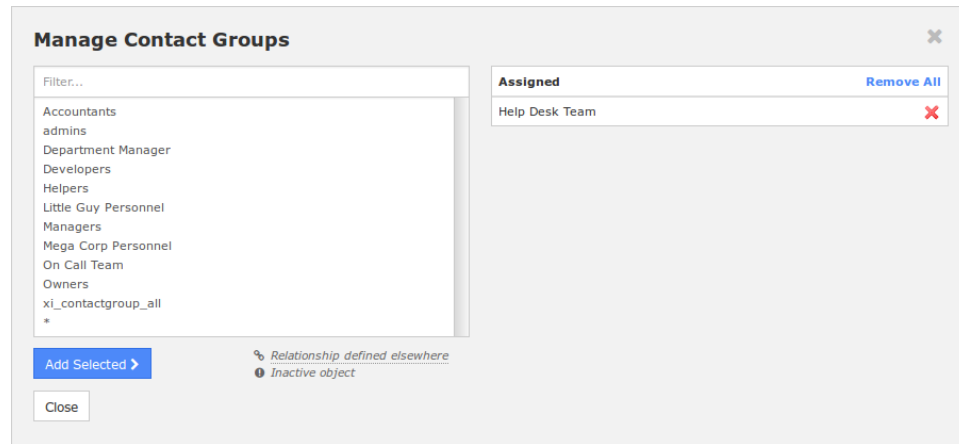 Manage Contact Groups
Filter...
Accountants
admins
Department Manager
Developers
Helpers
Little Guy Personnel
Managers
Mega Corp Personnel
On Call Team
Owners
xi_contactgroup_all
*
Add Selected
Relationship defined elsewhere
Inactive object
Close
Assigned Remove All
Help Desk Team